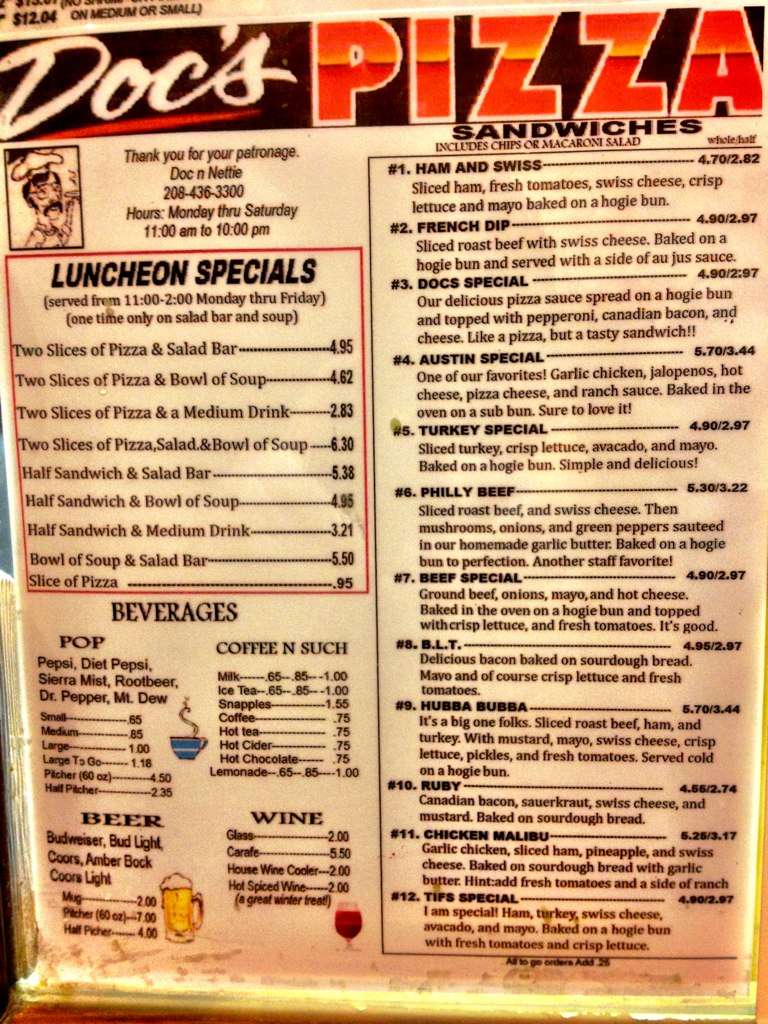 $12.04 ON MEDIUM OR SMALL)
Doc's PIZZA
Thank you for your patronage.
Doc n Nettie
208-436-3300
Hours: Monday thru Saturday
11:00 am to 10:00 pm
LUNCHEON SPECIALS
(served from 11:00-2:00 Monday thru Friday)
(one time only on salad bar and soup)
Two Slices of Pizza & Salad Bar----------------4.95
Two Slices of Pizza & Bowl of Soup-----------4.62
Two Slices of Pizza & a Medium Drink--------2.83
Two Slices of Pizza,Salad.&Bowl of Soup ----6.30
Half Sandwich & Salad Bar---------------------5.38
Half Sandwich & Bowl of Soup-----------------4.95
Half Sandwich & Medium Drink---------------3.21
Bowl of Soup & Salad Bar----------------------5.50
Slice of Pizza ------------------------------------.95
BEVERAGES
POP
Pepsi, Diet Pepsi,
Sierra Mist, Rootbeer,
Dr. Pepper, Mt. Dew
Small-----------------.65
Medium---------------.85
Large--------------- 1.00
Large To Go------- 1.18
Pitcher (60 oz)---------4.50
Half Pitcher------------2.35
COFFEE N SUCH
Milk------.65--.85---1.00
Ice Tea--.65--.85---1.00
Snapples------------1.55
Coffee--------------- .75
Hot tea--------------- .75
Hot Cider------------ .75
Hot Chocolate------ .75
Lemonade--.65-.85----1.00
BEER
Budweiser, Bud Light,
Coors, Amber Bock
Coors Light
Mug----------------2.00
Pitcher (60 oz)---7.00
Half Picher------- 4.00
WINE
Glass------------------2.00
Carafe-----------------5.50
House Wine Cooler---2.00
Hot Spiced Wine------2.00
(a great winter treat!)
SANDWICHES
INCLUDES CHIPS OR MACARONI SALAD whole/half
#1. HAM AND SWISS------------------------- 4.70/2.82
Sliced ham, fresh tomatoes, swiss cheese, crisp
lettuce and mayo baked on a hogie bun.
#2. FRENCH DIP------------------------------ 4.90/2.97
Sliced roast beef with swiss cheese. Baked on a
hogie bun and served with a side of au jus sauce.
#3. DOCS SPECIAL --------------------------- 4.90/2.97
Our delicious pizza sauce spread on a hogie bun
and topped with pepperoni, canadian bacon, and
cheese. Like a pizza, but a tasty sandwich!!
#4. AUSTIN SPECIAL ------------------------- 5.70/3.44
One of our favorites! Garlic chicken, jalopenos, hot
cheese, pizza cheese, and ranch sauce. Baked in the
oven on a sub bun. Sure to love it!
#5. TURKEY SPECIAL ------------------------ 4.90/2.97
Sliced turkey, crisp lettuce, avacado, and mayo.
Baked on a hogie bun. Simple and delicious!
#6. PHILLY BEEF------------------------------ 5.30/3.22
Sliced roast beef, and swiss cheese. Then
mushrooms, onions, and green peppers sauteed
in our homemade garlic butter. Baked on a hogie
bun to perfection. Another staff favorite!
#7. BEEF SPECIAL--------------------------- 4.90/2.97
Ground beef, onions, mayo, and hot cheese.
Baked in the oven on a hogie bun and topped
with crisp lettuce, and fresh tomatoes. It's good.
#8. B.L.T.------------------------------------- 4.95/2.97
Delicious bacon baked on sourdough bread.
Mayo and of course crisp lettuce and fresh
tomatoes.
#9. HUBBA BUBBA-------------------------- 5.70/3.44
It's a big one folks. Sliced roast beef, ham, and
turkey. With mustard, mayo, swiss cheese, crisp
lettuce, pickles, and fresh tomatoes. Served cold
on a hogie bun.
#10. RUBY----------------------------------- 4.55/2.74
Canadian bacon, sauerkraut, swiss cheese, and
mustard. Baked on sourdough bread.
#11. CHICKEN MALIBU---------------------- 5.25/3.17
Garlic chicken, sliced ham, pineapple, and swiss
cheese. Baked on sourdough bread with garlic
butter. Hint:add fresh tomatoes and a side of ranch
#12. TIFS SPECIAL-------------------------- 4.90/2.97
I am special! Ham, turkey, swiss cheese,
avacado, and mayo. Baked on a hogie bun
with fresh tomatoes and crisp lettuce.
All to go orders Add .25